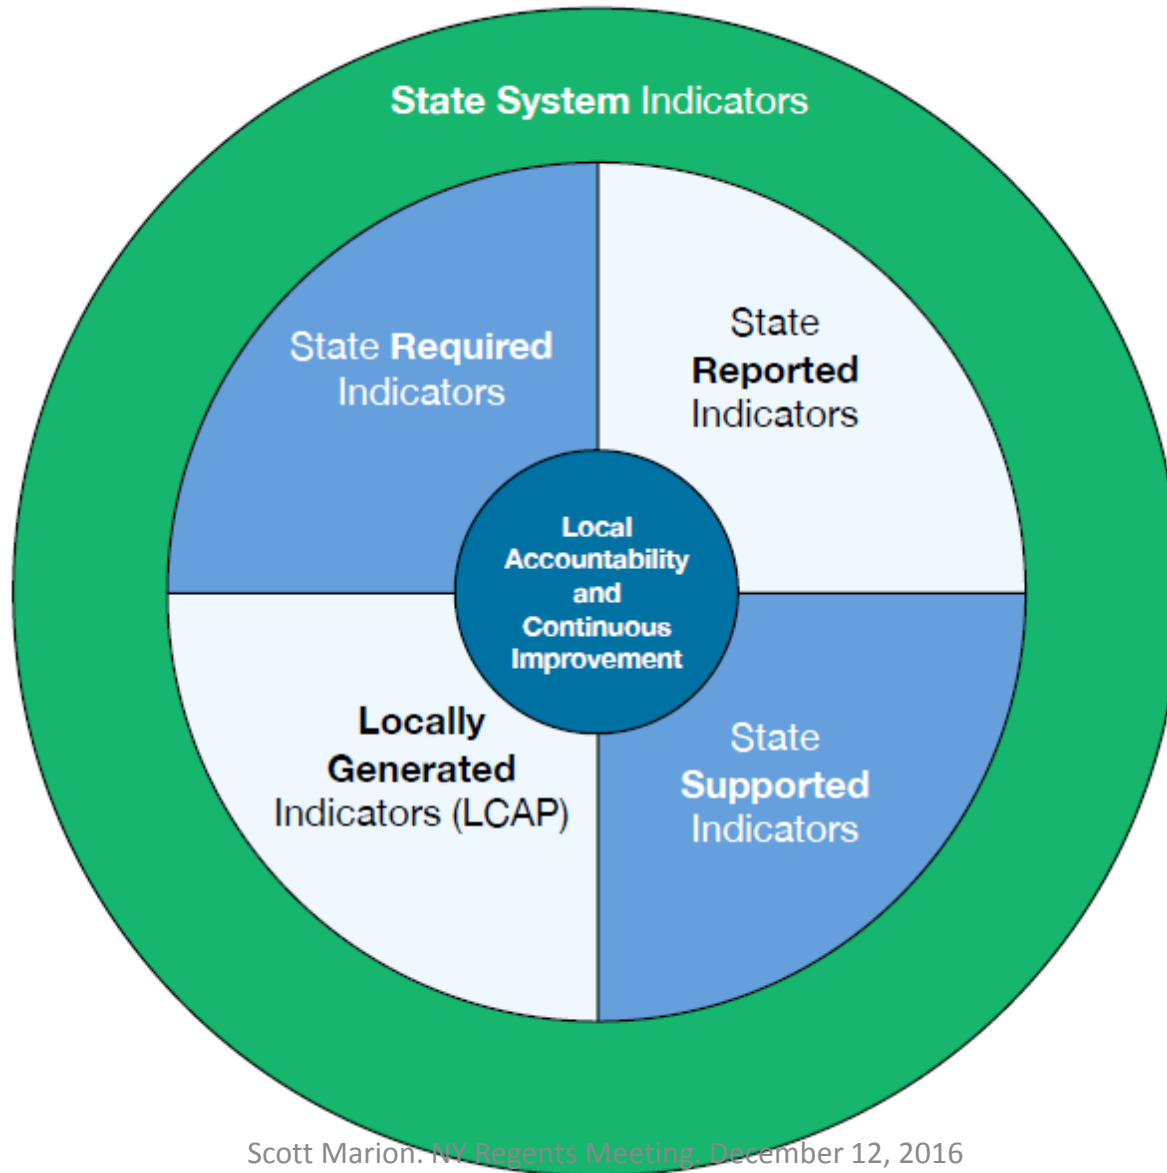 State System Indicators
State Required
Indicators
State
Reported
Indicators
Local
Accountability
and
Continuous
Improvement
Locally
Generated
Indicators (LCAP)
State
Supported
Indicators
Scott Marion. NY Regents Meeting, December 12, 2016